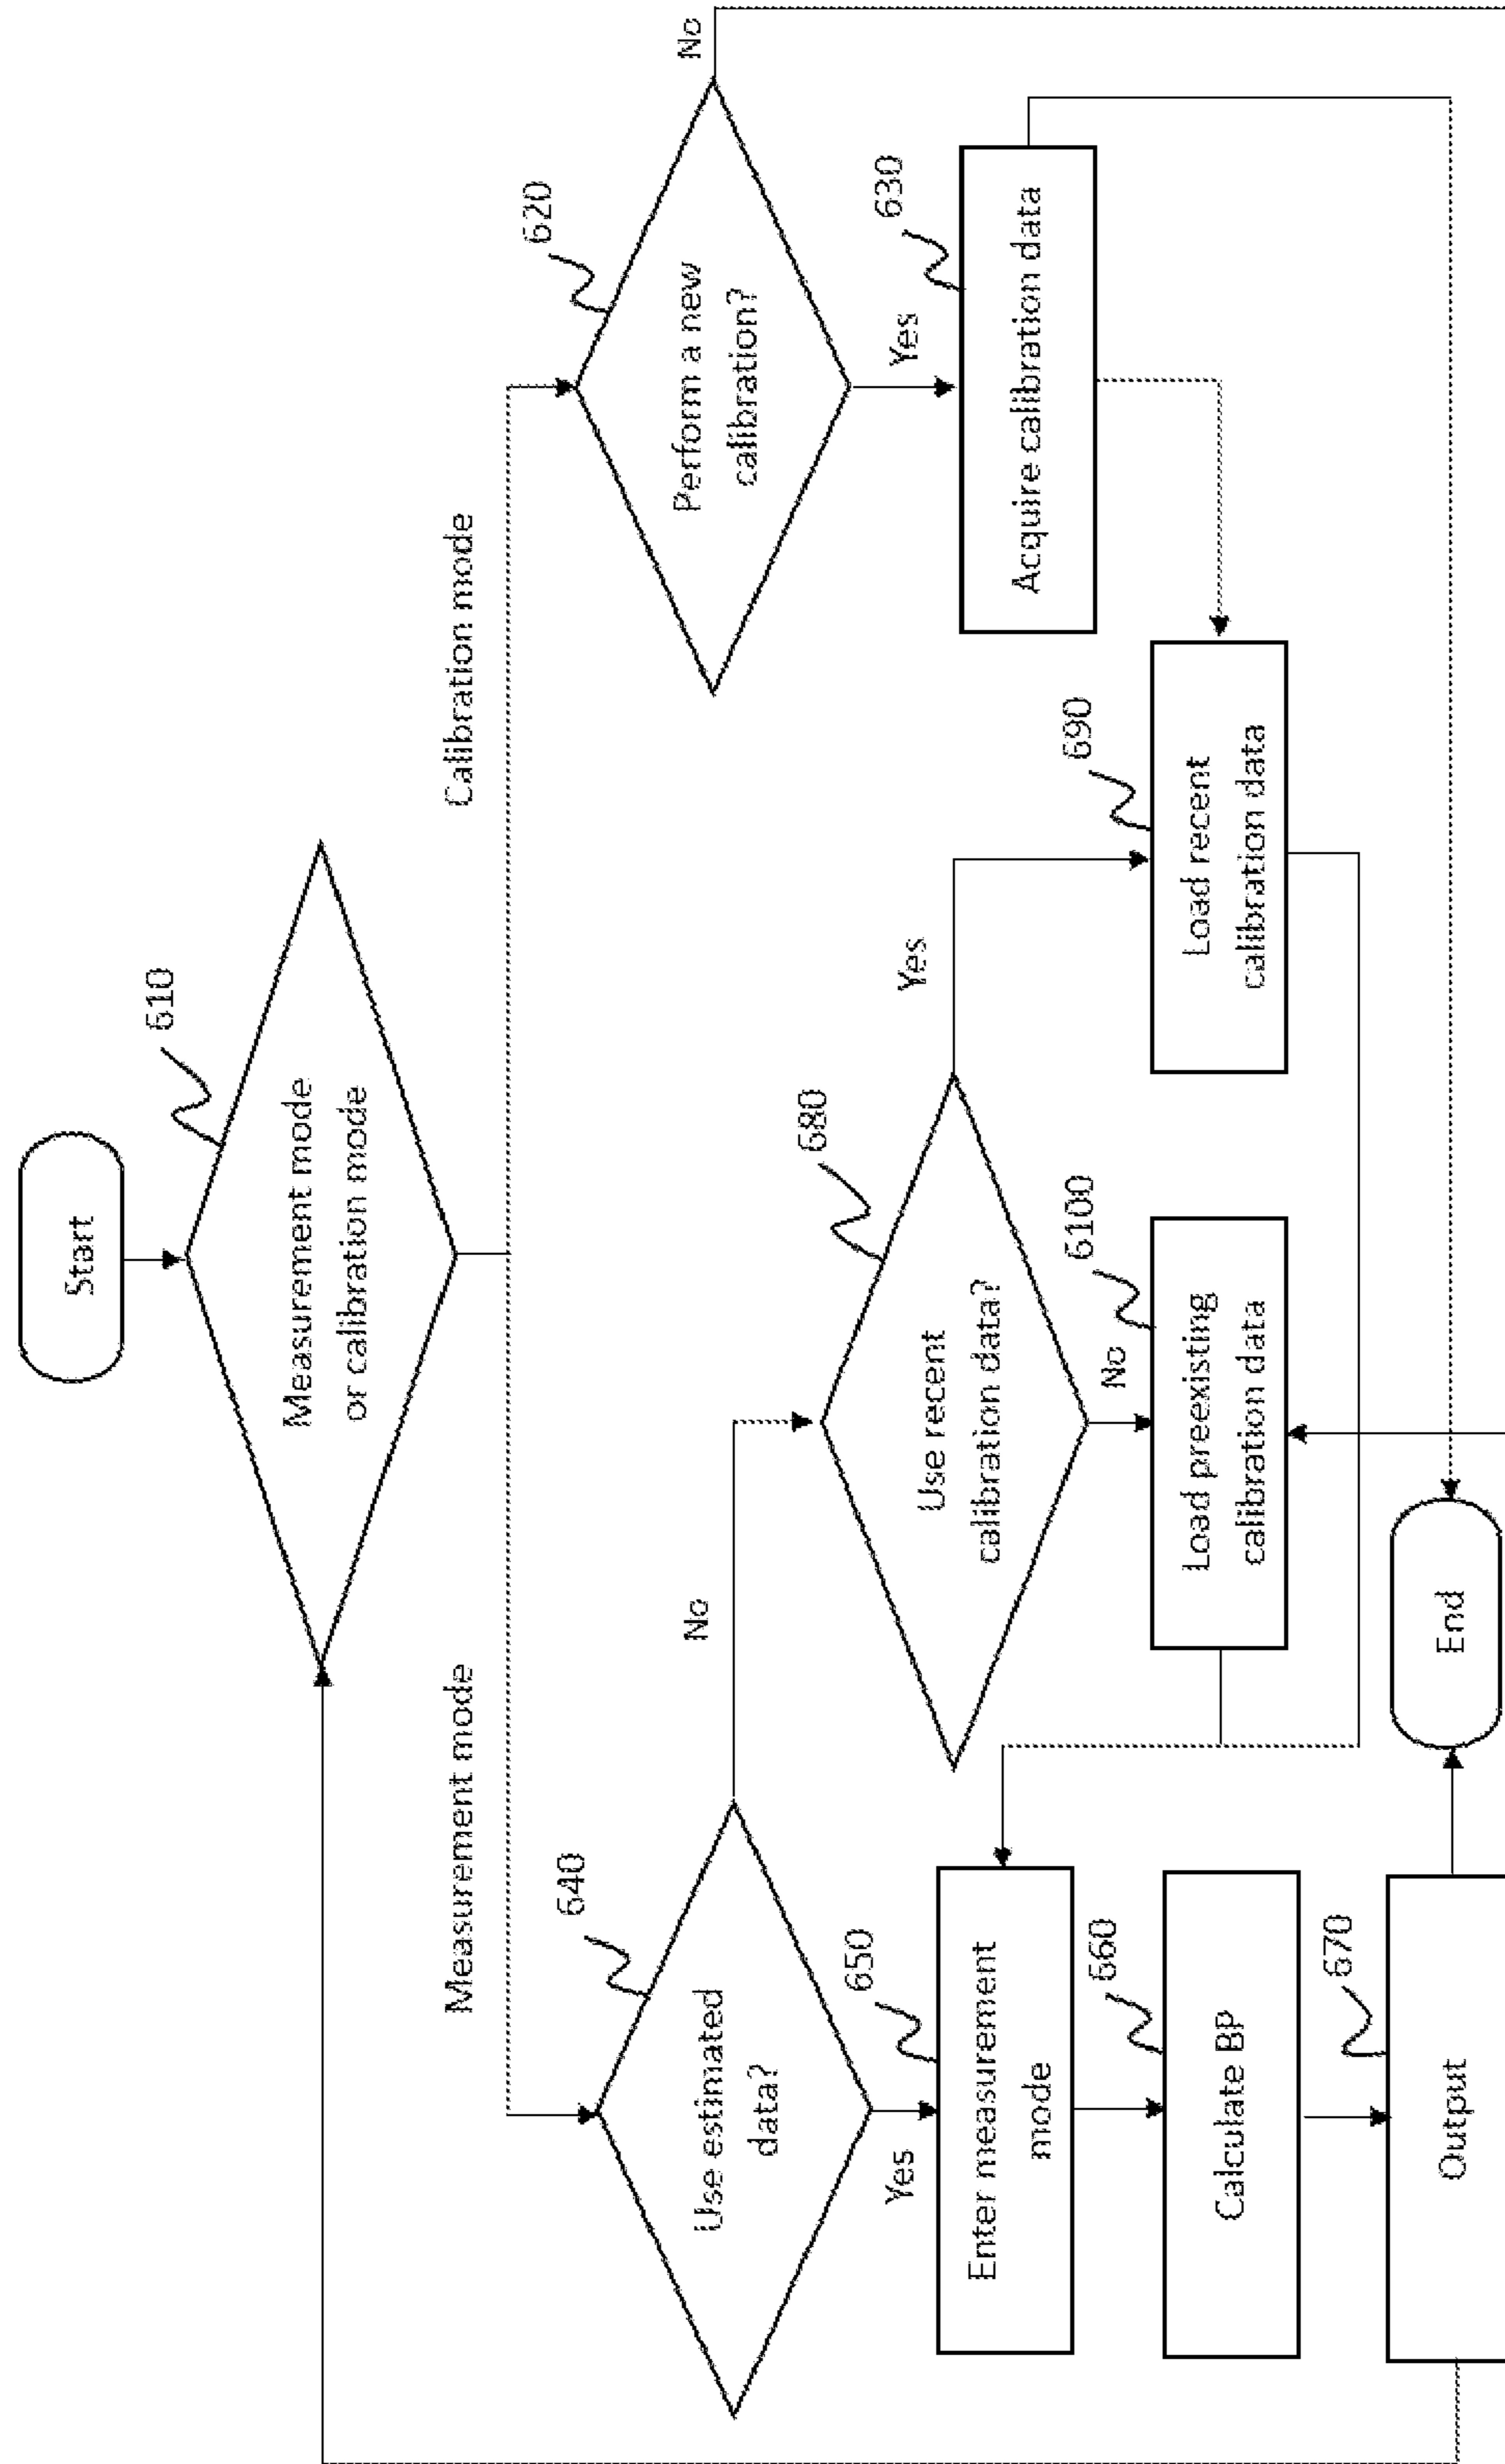 Start
610
Measurement mode
or calibration mode
Measurement mode
Calibration mode
640
Use estimated
data?
No
Yes
620
Perform a new
calibration?
No
Yes
630
Acquire calibration data
680
Use recent
calibration data?
Yes
No
690
Load recent
calibration data
6100
Load preexisting
calibration data
650
Enter measurement
mode
660
Calculate BP
670
Output
End